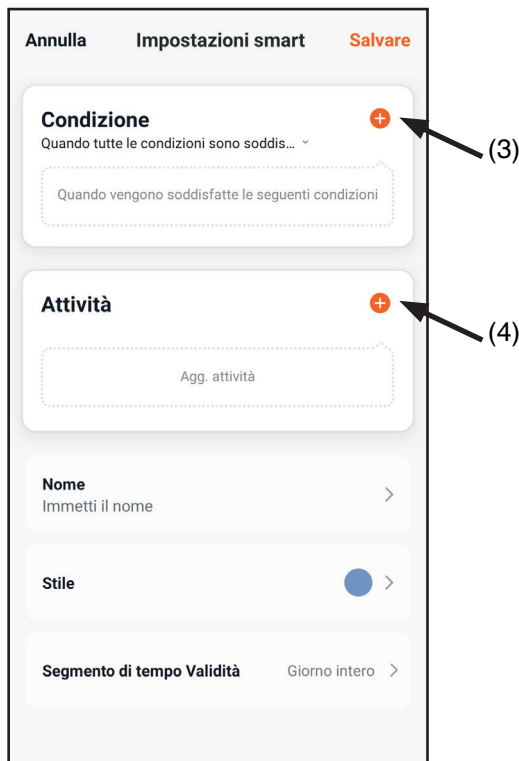 Annulla Impostazioni smart Salvare
Condizione
Quando tutte le condizioni sono soddis...
(3)
Quando vengono soddisfatte le seguenti condizioni
Attività
(4)
Agg. attività
Nome
Immetti il nome
Stile
Segmento di tempo Validità Giorno intero